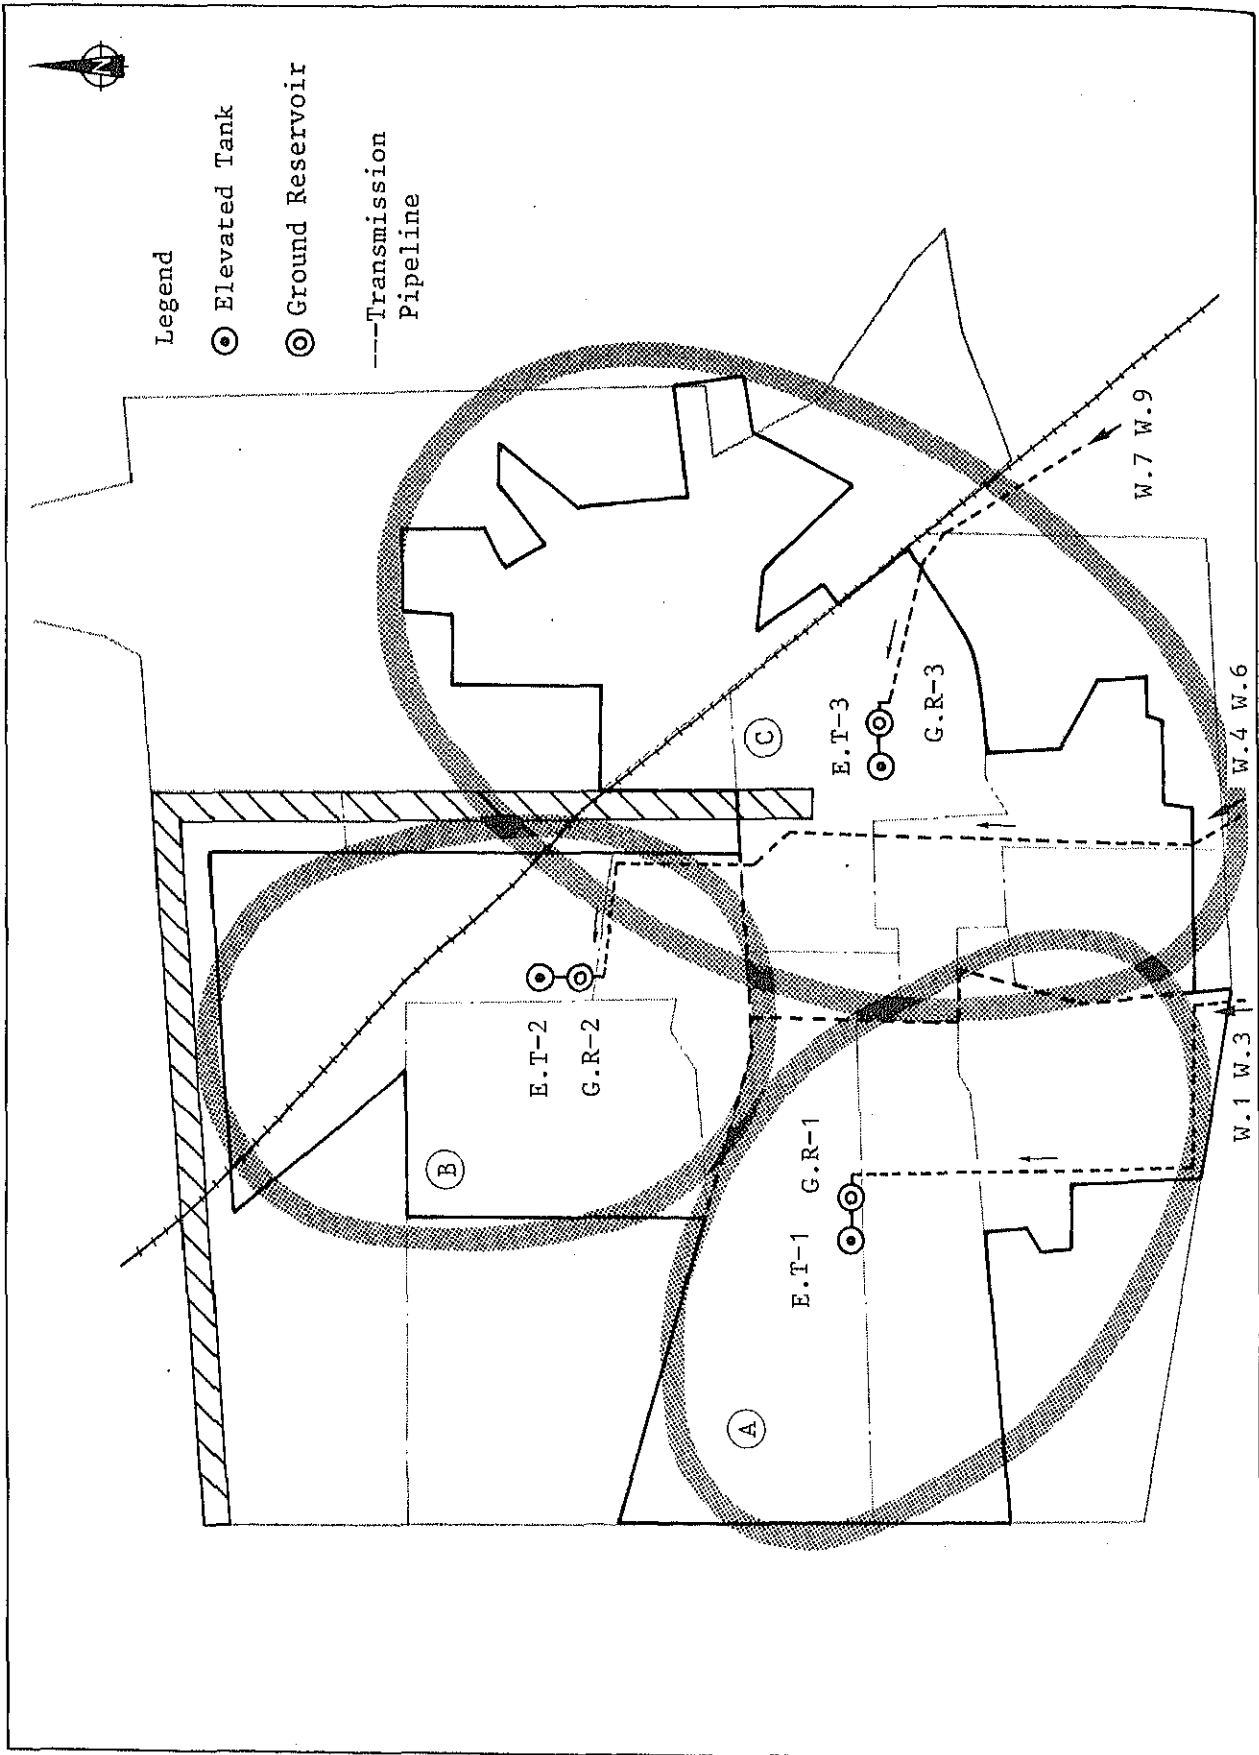 N
Legend
Elevated Tank
Ground Reservoir
---Transmission
Pipeline
E.T-2
G.R-2
B
C
E.T-3
G.R-3
W.7 W.9
A
E.T-1
G.R-1
W.1 W.3
W.4 W.6